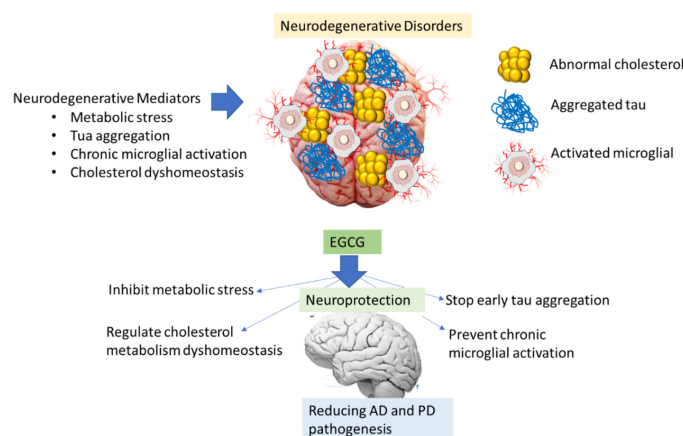 Neurodegenerative Disorders
Abnormal cholesterol
Neurodegenerative Mediators
• Metabolic stress
• Tua aggregation
• Chronic microglial activation
• Cholesterol dyshomeostasis
Aggregated tau
Activated microglial
EGCG
Inhibit metabolic stress
Neuroprotection
Stop early tau aggregation
Regulate cholesterol
metabolism dyshomeostasis
Prevent chronic
microglial activation
Reducing AD and PD
pathogenesis